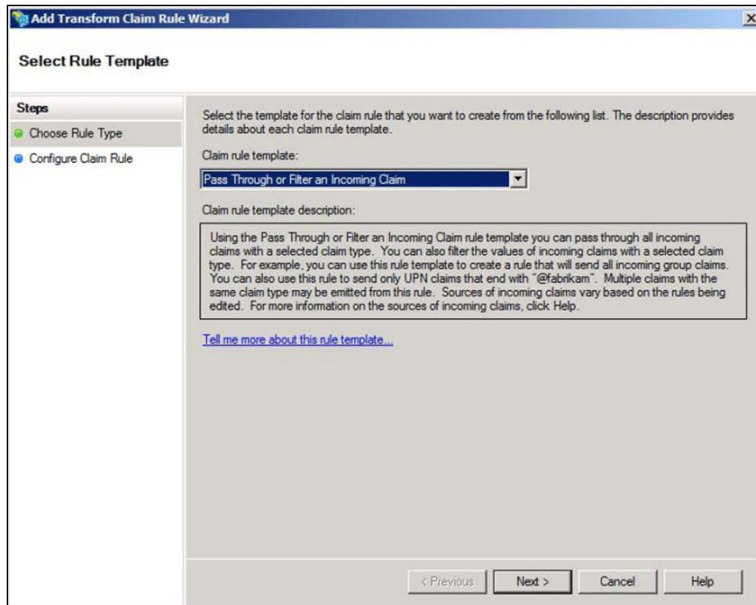 Add Transform Claim Rule Wizard
Select Rule Template
Steps
Choose Rule Type
Configure Claim Rule
Select the template for the claim rule that you want to create from the following list. The description provides
details about each claim rule template.
Claim rule template:
Pass Through or Filter an Incoming Claim
Claim rule template description:
Using the Pass Through or Filter an Incoming Claim rule template you can pass through all incoming
claims with a selected claim type. You can also filter the values of incoming claims with a selected claim
type. For example, you can use this rule template to create a rule that will send all incoming group claims.
You can also use this rule to send only UPN claims that end with "@fabrikam". Multiple claims with the
same claim type may be emitted from this rule. Sources of incoming claims vary based on the rules being
edited. For more information on the sources of incoming claims, click Help.
Tell me more about this rule template...
< Previous
Next >
Cancel
Help